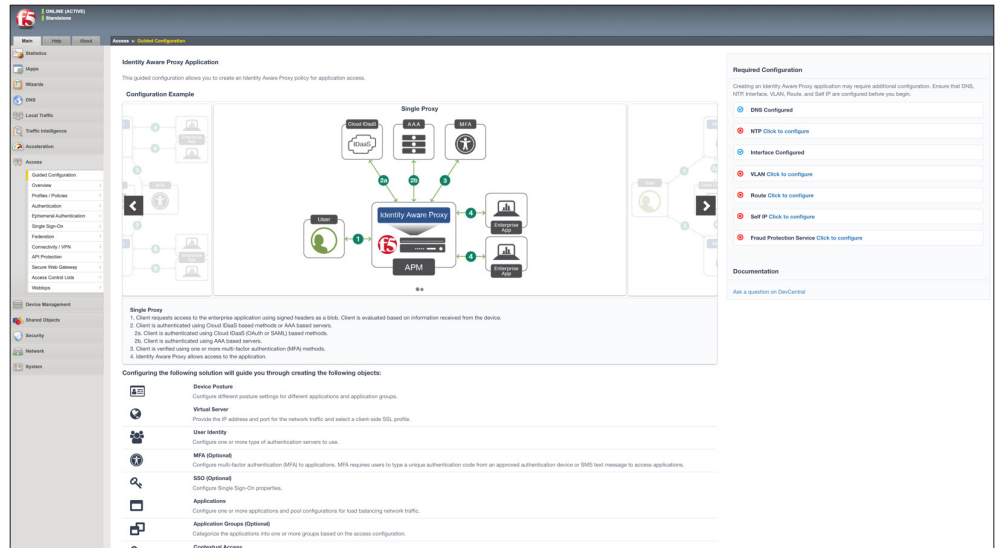 ONLINE (ACTIVE)
Standalone
f5
Main Help About
Access » Guided Configuration
Statistics
iApps
Wizards
DNS
Local Traffic
Traffic Intelligence
Acceleration
Access
Guided Configuration
Overview
Profiles / Policies
Authentication
Ephemeral Authentication
Single Sign-On
Federation
Connectivity / VPN
API Protection
Secure Web Gateway
Access Control Lists
Webtops
Device Management
Shared Objects
Security
Network
System
Identity Aware Proxy Application
This guided configuration allows you to create an Identity Aware Proxy policy for application access.
Configuration Example
Single Proxy
Cloud IDaaS
AAA
MFA
IDaaS
2a
2b
3
User
1
Identity Aware Proxy
f5
APM
4
Enterprise App
4
Enterprise App
Single Proxy
1. Client requests access to the enterprise application using signed headers as a blob. Client is evaluated based on information received from the device.
2. Client is authenticated using Cloud IDaaS based methods or AAA based servers.
2a. Client is authenticated using Cloud IDaaS (OAuth or SAML) based methods.
2b. Client is authenticated using AAA based servers.
3. Client is verified using one or more multi-factor authentication (MFA) methods.
4. Identity Aware Proxy allows access to the application.
Configuring the following solution will guide you through creating the following objects:
Device Posture
Configure different posture settings for different applications and application groups.
Virtual Server
Provide the IP address and port for the network traffic and select a client-side SSL profile.
User Identity
Configure one or more type of authentication servers to use.
MFA (Optional)
Configure multi-factor authentication (MFA) to applications. MFA requires users to type a unique authentication code from an approved authentication device or SMS text message to access applications.
SSO (Optional)
Configure Single Sign-On properties.
Applications
Configure one or more applications and pool configurations for load balancing network traffic.
Application Groups (Optional)
Categorize the applications into one or more groups based on the access configuration.
Contextual Access
Required Configuration
Creating an Identity Aware Proxy application may require additional configuration. Ensure that DNS,
NTP, Interface, VLAN, Route, and Self IP are configured before you begin.
DNS Configured
NTP Click to configure
Interface Configured
VLAN Click to configure
Route Click to configure
Self IP Click to configure
Fraud Protection Service Click to configure
Documentation
Ask a question on DevCentral